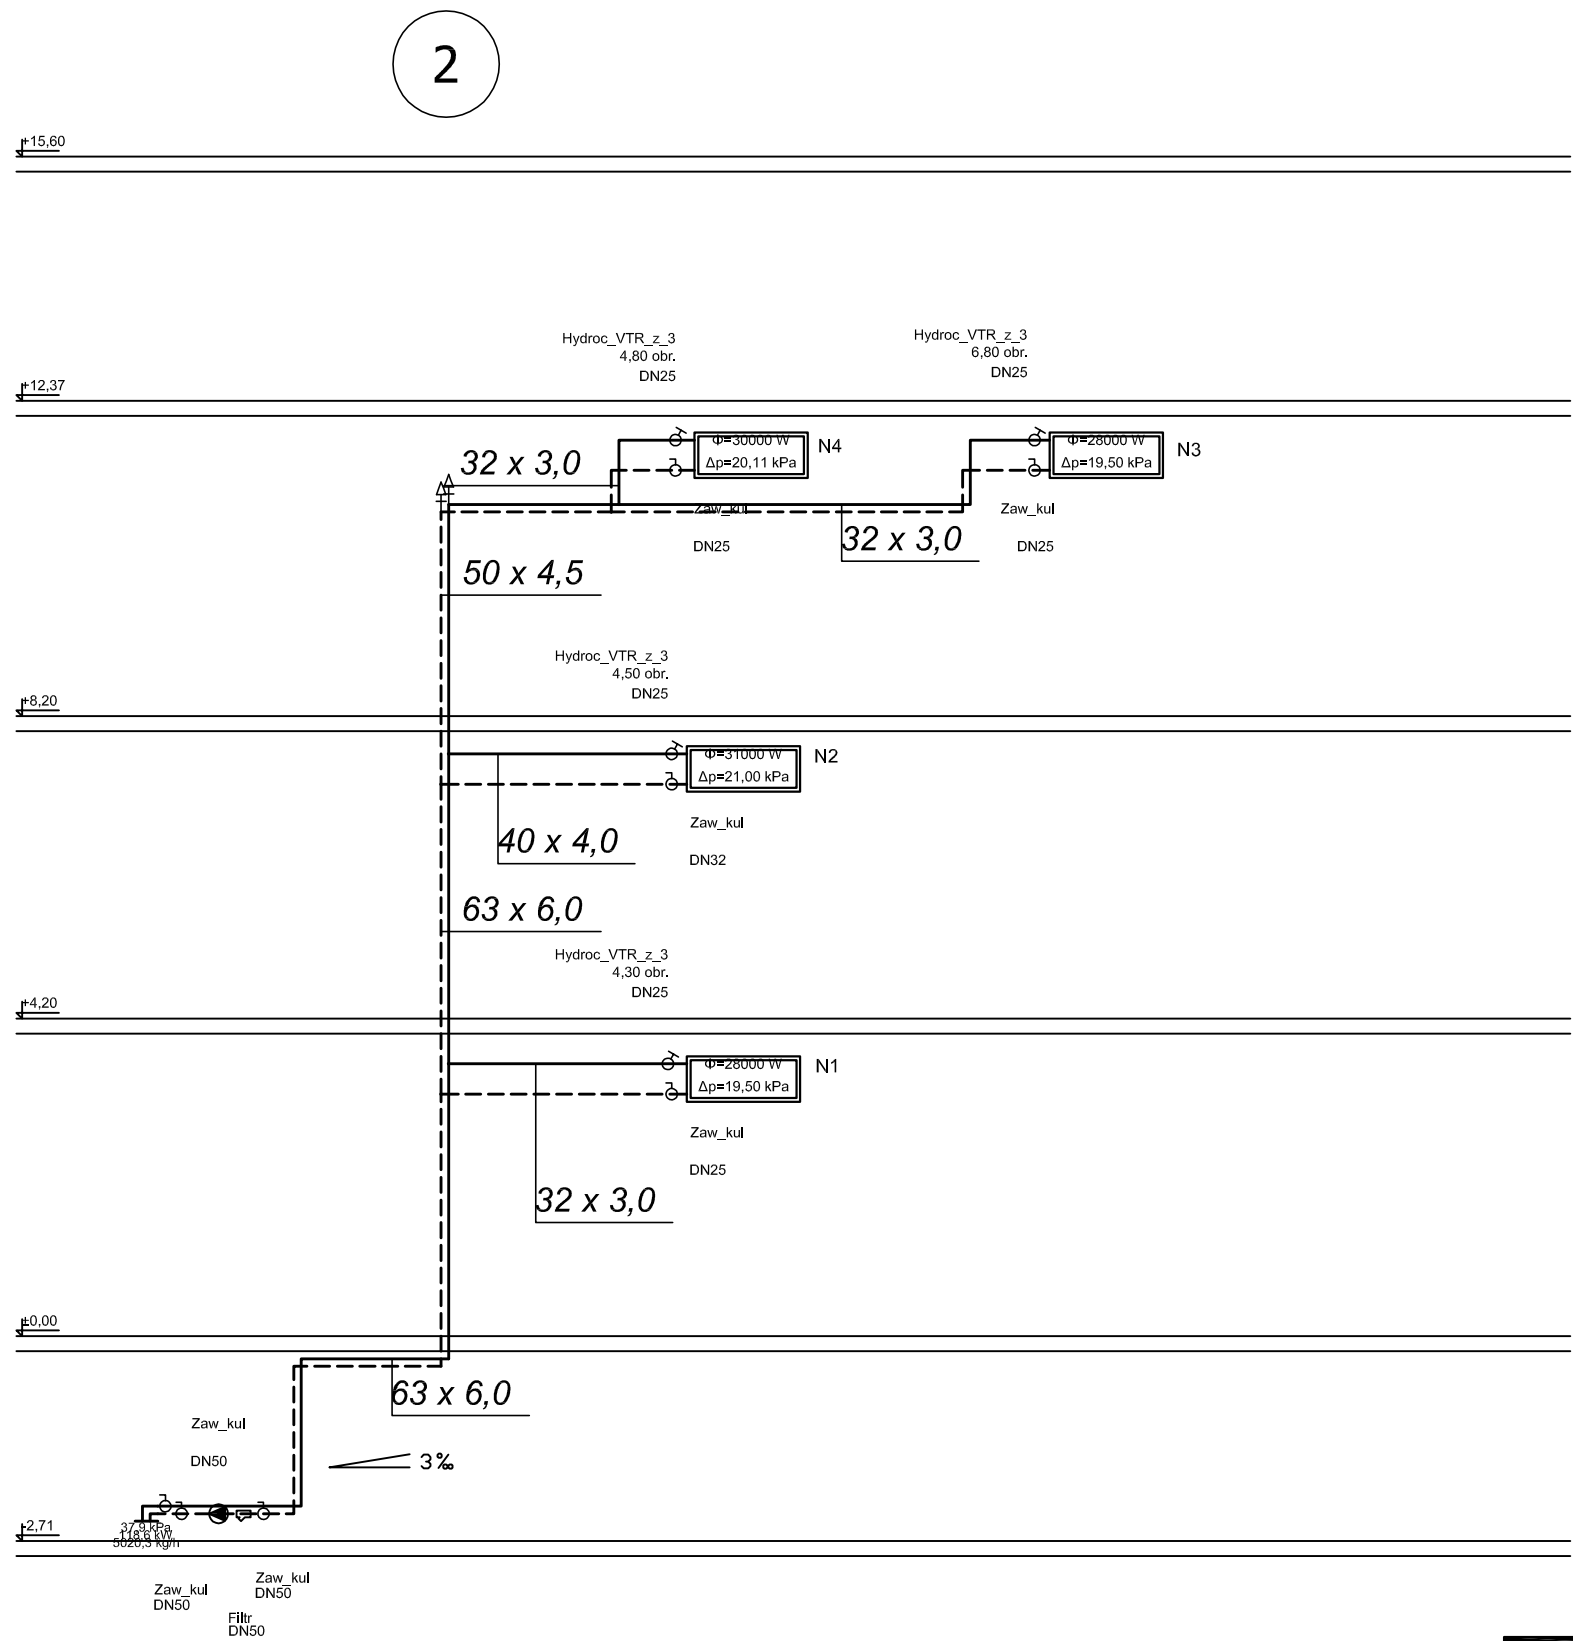 2
+15,60
Hydroc_VTR_z_3
4,80 obr.
DN25
Hydroc_VTR_z_3
6,80 obr.
DN25
+12,37
32 x 3,0
Φ=30000 W
Δp=20,11 kPa
N4
Φ=28000 W
Δp=19,50 kPa
N3
Zaw_kul
DN25
32 x 3,0
Zaw_kul
DN25
50 x 4,5
Hydroc_VTR_z_3
4,50 obr.
DN25
+8,20
Φ=31000 W
Δp=21,00 kPa
N2
Zaw_kul
DN32
40 x 4,0
63 x 6,0
Hydroc_VTR_z_3
4,30 obr.
DN25
+4,20
Φ=28000 W
Δp=19,50 kPa
N1
Zaw_kul
DN25
32 x 3,0
±0,00
63 x 6,0
Zaw_kul
DN50
3‰
-2,71
37,9 kPa
118,6 kW
5020,3 kg/h
Zaw_kul
DN50
Zaw_kul
DN50
Filtr
DN50